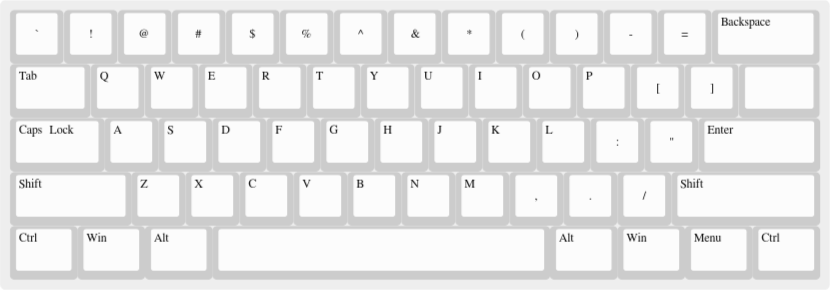 ` ! @ # $ % ^ & * ( ) - = Backspace
Tab Q W E R T Y U I O P [ ]
Caps Lock A S D F G H J K L : " Enter
Shift Z X C V B N M , . / Shift
Ctrl Win Alt Alt Win Menu Ctrl